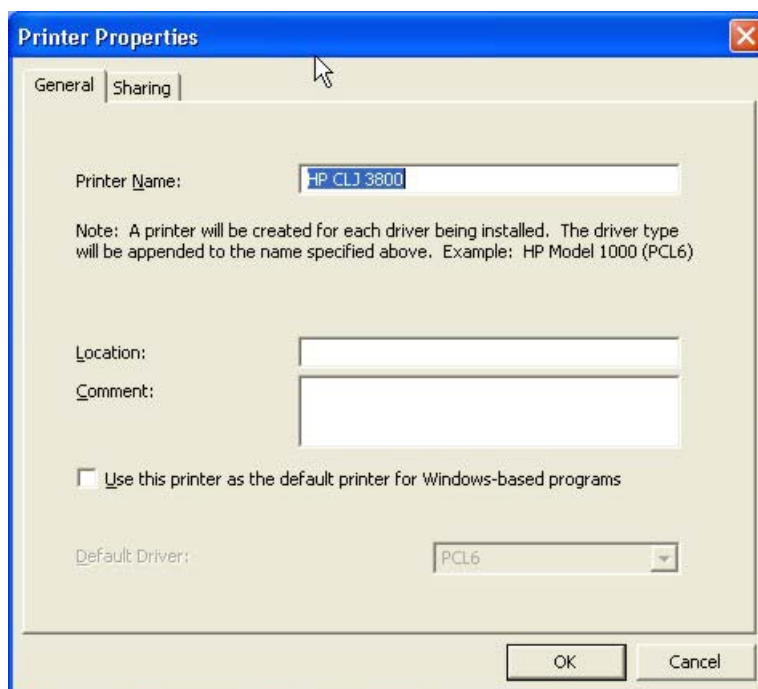 Printer Properties
General
Sharing
Printer Name:
HP CLJ 3800
Note: A printer will be created for each driver being installed. The driver type
will be appended to the name specified above. Example: HP Model 1000 (PCL6)
Location:
Comment:
Use this printer as the default printer for Windows-based programs
Default Driver:
PCL6
OK
Cancel